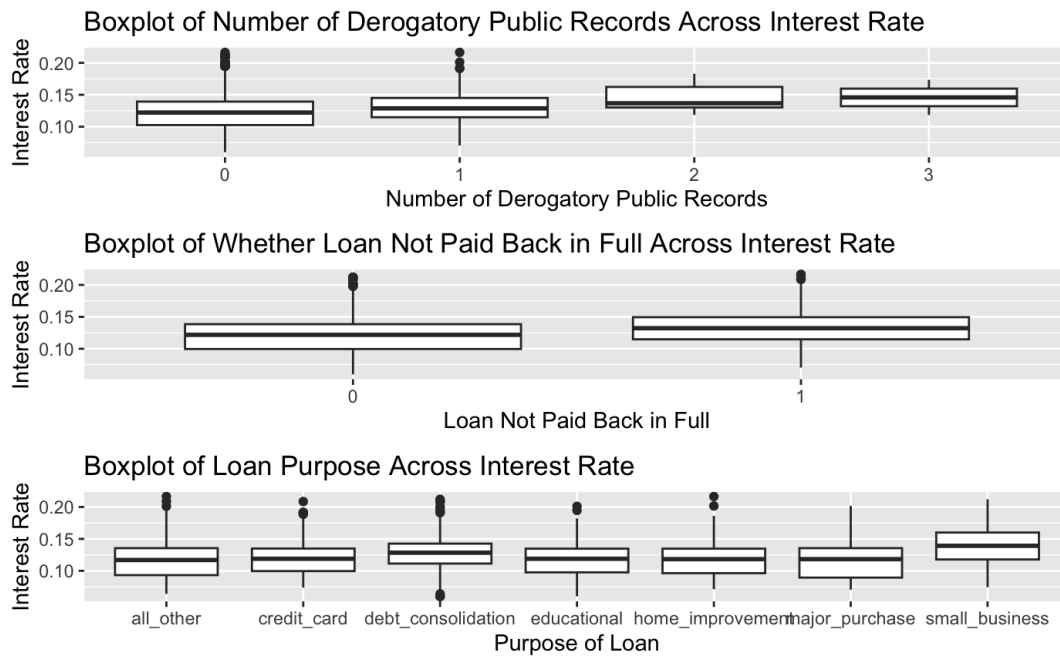 Boxplot of Number of Derogatory Public Records Across Interest Rate
Interest Rate
0.20
0.15
0.10
0 1 2 3
Number of Derogatory Public Records
Boxplot of Whether Loan Not Paid Back in Full Across Interest Rate
Interest Rate
0.20
0.15
0.10
0 1
Loan Not Paid Back in Full
Boxplot of Loan Purpose Across Interest Rate
Interest Rate
0.20
0.15
0.10
all_other credit_card debt_consolidation educational home_improvement major_purchase small_business
Purpose of Loan